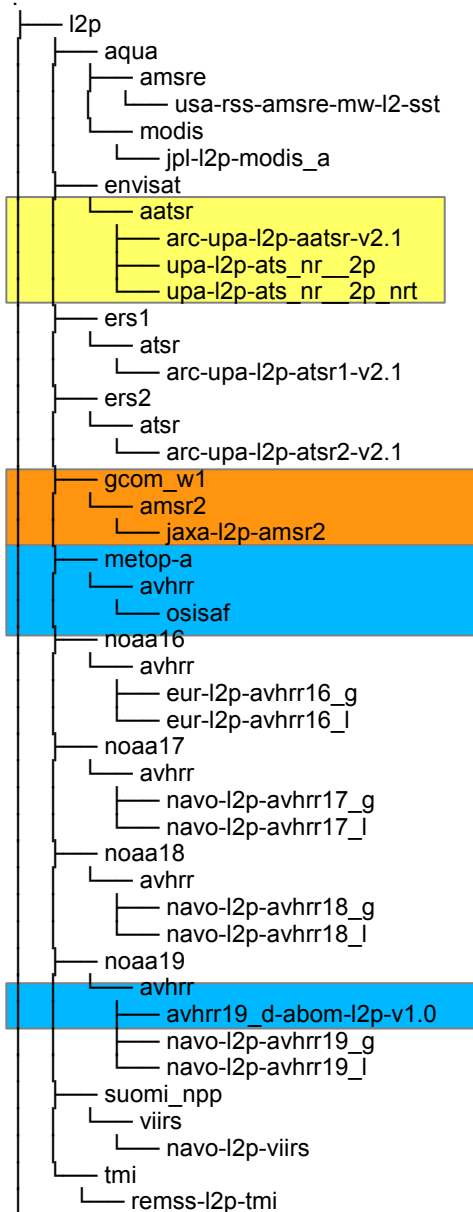 .
l2p
aqua
amsre
usa-rss-amsre-mw-l2-sst
modis
jpl-l2p-modis_a
envisat
aatsr
arc-upa-l2p-aatsr-v2.1
upa-l2p-ats_nr__2p
upa-l2p-ats_nr__2p_nrt
ers1
atsr
arc-upa-l2p-atsr1-v2.1
ers2
atsr
arc-upa-l2p-atsr2-v2.1
gcom_w1
amsr2
jaxa-l2p-amsr2
metop-a
avhrr
osisaf
noaa16
avhrr
eur-l2p-avhrr16_g
eur-l2p-avhrr16_l
noaa17
avhrr
navo-l2p-avhrr17_g
navo-l2p-avhrr17_l
noaa18
avhrr
navo-l2p-avhrr18_g
navo-l2p-avhrr18_l
noaa19
avhrr
avhrr19_d-abom-l2p-v1.0
navo-l2p-avhrr19_g
navo-l2p-avhrr19_l
suomi_npp
viirs
navo-l2p-viirs
tmi
remss-l2p-tmi